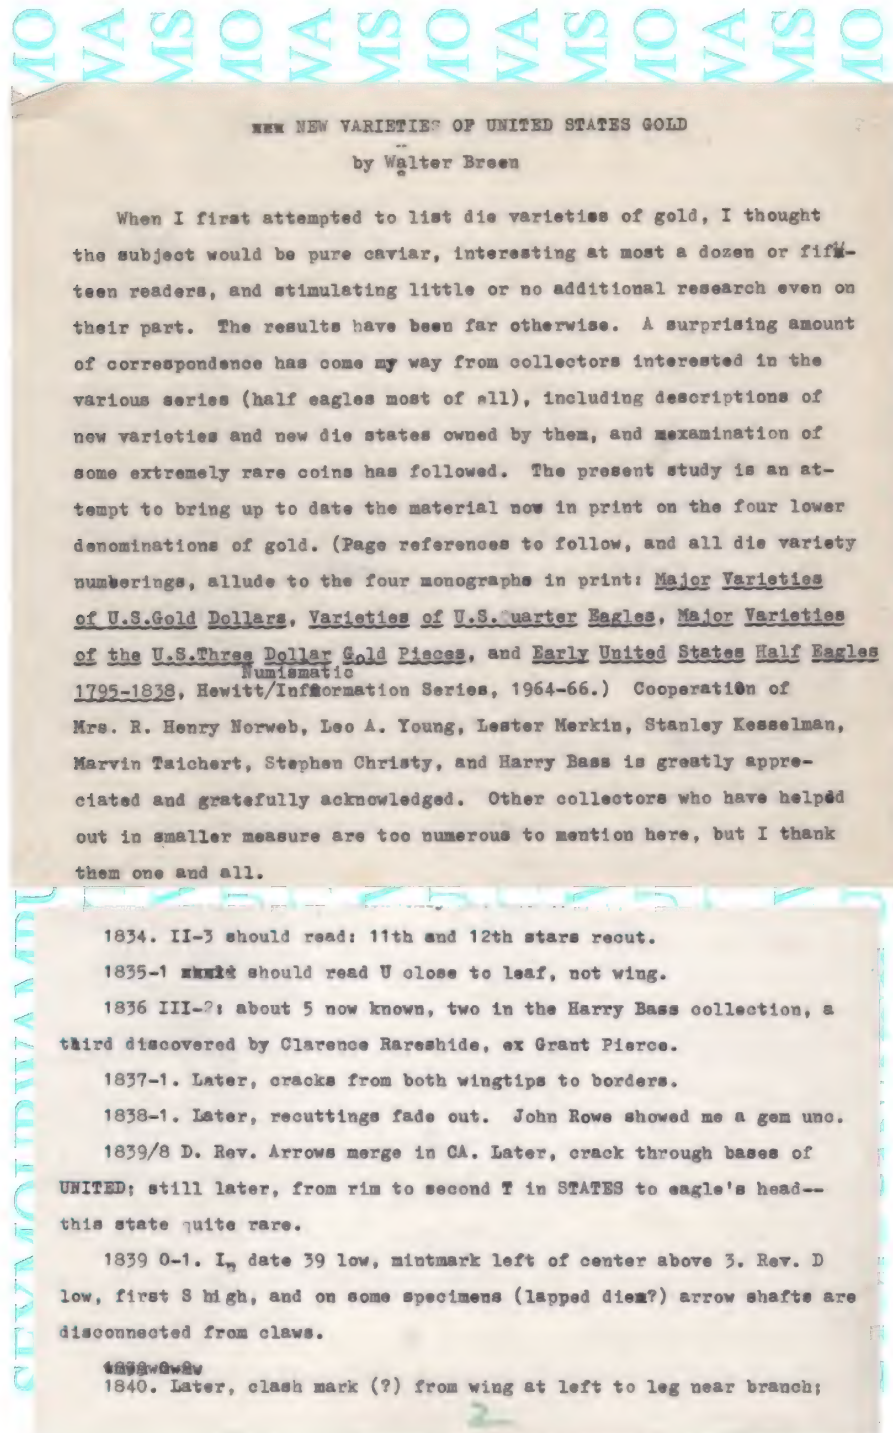 NEW VARIETIES OF UNITED STATES GOLD
by Walter Breen
When I first attempted to list die varieties of gold, I thought
the subject would be pure caviar, interesting at most a dozen or fif-
teen readers, and stimulating little or no additional research even on
their part. The results have been far otherwise. A surprising amount
of correspondence has come my way from collectors interested in the
various series (half eagles most of all), including descriptions of
new varieties and new die states owned by them, and examination of
some extremely rare coins has followed. The present study is an at-
tempt to bring up to date the material now in print on the four lower
denominations of gold. (Page references to follow, and all die variety
numberings, allude to the four monographs in print: Major Varieties
of U.S.Gold Dollars, Varieties of U.S. Quarter Eagles, Major Varieties
of the U.S.Three Dollar Gold Pieces, and Early United States Half Eagles
Numismatic
1795-1838, Hewitt/Information Series, 1964-66.) Cooperation of
Mrs. R. Henry Norweb, Leo A. Young, Lester Merkin, Stanley Kesselman,
Marvin Taichert, Stephen Christy, and Harry Bass is greatly appre-
ciated and gratefully acknowledged. Other collectors who have helped
out in smaller measure are too numerous to mention here, but I thank
them one and all.
1834. II-3 should read: 11th and 12th stars recut.
1835-1 should read U close to leaf, not wing.
1836 III-?: about 5 now known, two in the Harry Bass collection, a
third discovered by Clarence Rareshide, ex Grant Pierce.
1837-1. Later, cracks from both wingtips to borders.
1838-1. Later, recuttings fade out. John Rowe showed me a gem unc.
1839/8 D. Rev. Arrows merge in CA. Later, crack through bases of
UNITED; still later, from rim to second T in STATES to eagle's head--
this state quite rare.
1839 O-1. In date 39 low, mintmark left of center above 3. Rev. D
low, first S high, and on some specimens (lapped dies?) arrow shafts are
disconnected from claws.
1840. Later, clash mark (?) from wing at left to leg near branch;
2